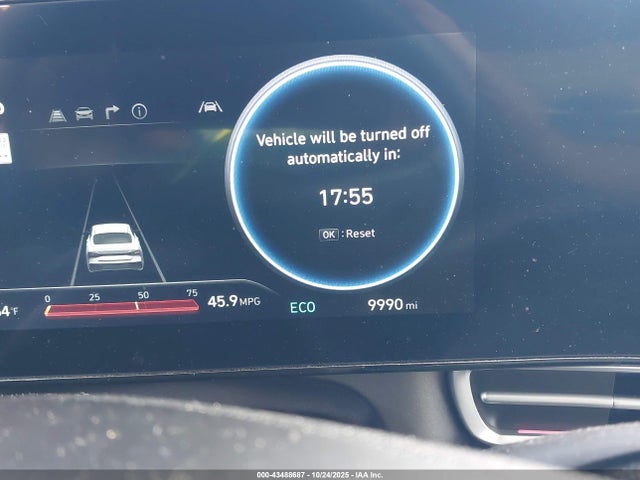 Vehicle will be turned off
automatically in:
17:55
OK : Reset
0 25 50 75
45.9 MPG
ECO
9990 mi
000-43488687 - 10/24/2025 - IAA Inc.